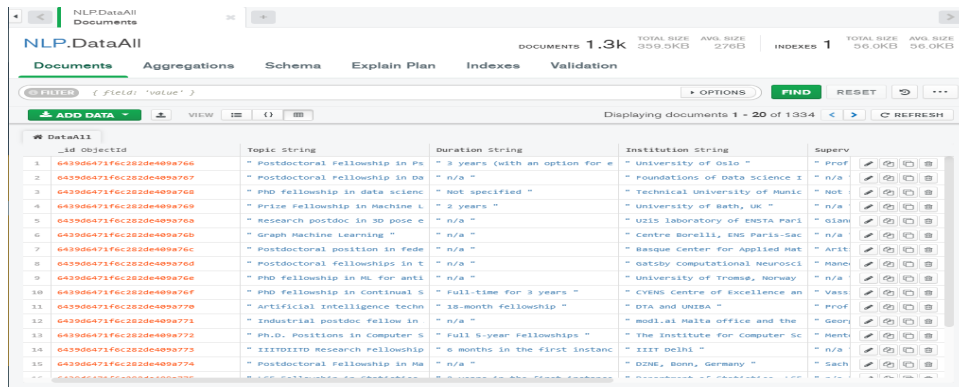 NLP.DataAll
Documents
NLP.DataAll
DOCUMENTS 1.3k TOTAL SIZE 359.5KB AVG. SIZE 276B INDEXES 1 TOTAL SIZE 56.0KB AVG. SIZE 56.0KB
Documents Aggregations Schema Explain Plan Indexes Validation
FILTER { field: 'value' } OPTIONS FIND RESET ...
ADD DATA VIEW {} Displaying documents 1 - 20 of 1334 < > REFRESH
DataAll
_id ObjectId Topic String Duration String Institution String Superv
1 6439d6471f6c282de409a766 " Postdoctoral Fellowship in Ps " 3 years (with an option for e " University of Oslo " " Prof
2 6439d6471f6c282de409a767 " Postdoctoral Fellowship in Da " n/a " " Foundations of Data Science I " n/a
3 6439d6471f6c282de409a768 " PhD fellowship in data scienc " Not specified " " Technical University of Munic " Not
4 6439d6471f6c282de409a769 " Prize Fellowship in Machine L " 2 years " " University of Bath, UK " " n/a
5 6439d6471f6c282de409a76a " Research postdoc in 3D pose e " n/a " " U2iS laboratory of ENSTA Pari " Gian
6 6439d6471f6c282de409a76b " Graph Machine Learning " " n/a " " Centre Borelli, ENS Paris-Sac " n/a
7 6439d6471f6c282de409a76c " Postdoctoral position in fede " n/a " " Basque Center for Applied Mat " Arit
8 6439d6471f6c282de409a76d " Postdoctoral fellowships in t " n/a " " Gatsby Computational Neurosci " Mane
9 6439d6471f6c282de409a76e " PhD fellowship in ML for anti " n/a " " University of Tromsø, Norway " n/a
10 6439d6471f6c282de409a76f " PhD fellowship in Continual S " Full-time for 3 years " " CYENS Centre of Excellence an " Vass
11 6439d6471f6c282de409a770 " Artificial Intelligence techn " 18-month fellowship " " DTA and UNIBA " " Prof
12 6439d6471f6c282de409a771 " Industrial postdoc fellow in " n/a " " modl.ai Malta office and the " Georg
13 6439d6471f6c282de409a772 " Ph.D. Positions in Computer S " Full 5-year Fellowships " " The Institute for Computer Sc " Mento
14 6439d6471f6c282de409a773 " IIITDIITD Research Fellowship " 6 months in the first instanc " IIIT Delhi " " n/a
15 6439d6471f6c282de409a774 " Postdoctoral Fellowship in Ma " n/a " " DZNE, Bonn, Germany " " Sach